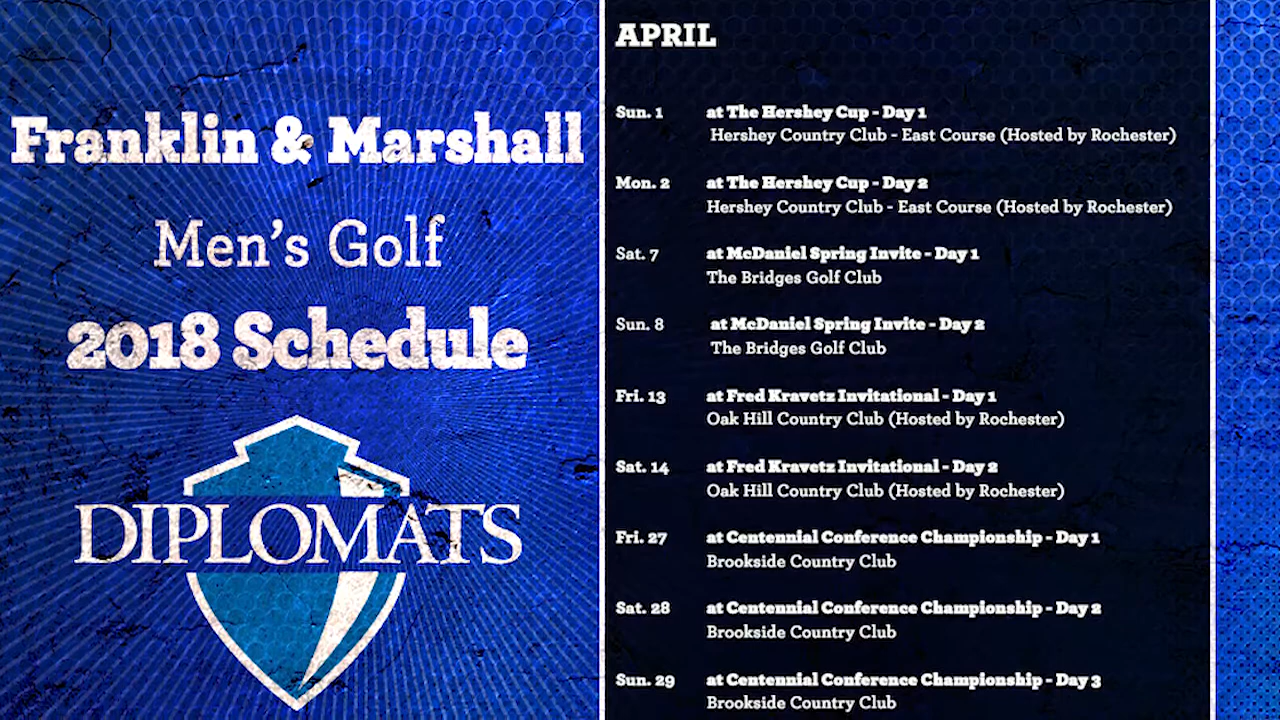 Franklin & Marshall
Men's Golf
2018 Schedule
DIPLOMATS
APRIL
Sun. 1 at The Hershey Cup - Day 1
Hershey Country Club - East Course (Hosted by Rochester)
Mon. 2 at The Hershey Cup - Day 2
Hershey Country Club - East Course (Hosted by Rochester)
Sat. 7 at McDaniel Spring Invite - Day 1
The Bridges Golf Club
Sun. 8 at McDaniel Spring Invite - Day 2
The Bridges Golf Club
Fri. 13 at Fred Kravetz Invitational - Day 1
Oak Hill Country Club (Hosted by Rochester)
Sat. 14 at Fred Kravetz Invitational - Day 2
Oak Hill Country Club (Hosted by Rochester)
Fri. 27 at Centennial Conference Championship - Day 1
Brookside Country Club
Sat. 28 at Centennial Conference Championship - Day 2
Brookside Country Club
Sun. 29 at Centennial Conference Championship - Day 3
Brookside Country Club